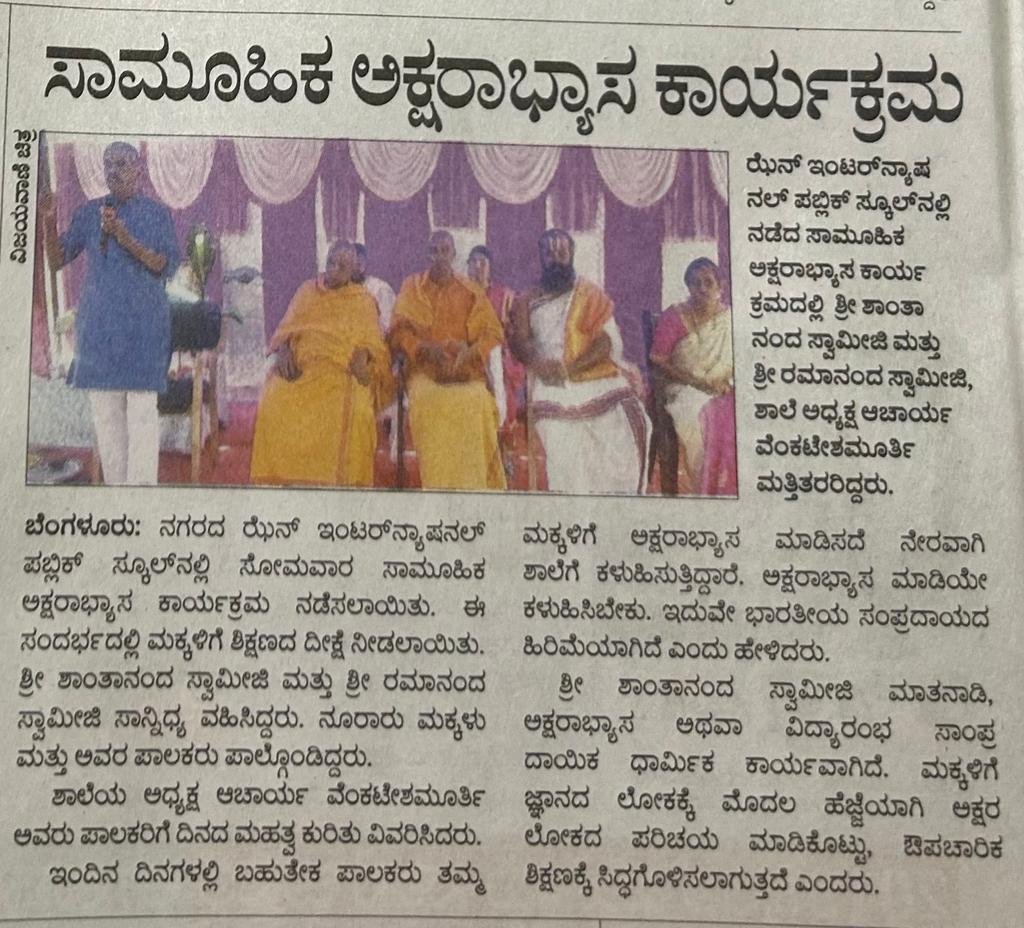 ಸಾಮೂಹಿಕ ಅಕ್ಷರಾಭ್ಯಾಸ ಕಾರ್ಯಕ್ರಮ
ವಿಜಯವಾಣಿ ಚಿತ್ರ
ಝೆನ್ ಇಂಟರ್‌ನ್ಯಾಷ
ನಲ್ ಪಬ್ಲಿಕ್ ಸ್ಕೂಲ್‌ನಲ್ಲಿ
ನಡೆದ ಸಾಮೂಹಿಕ
ಅಕ್ಷರಾಭ್ಯಾಸ ಕಾರ್ಯ
ಕ್ರಮದಲ್ಲಿ ಶ್ರೀ ಶಾಂತಾ
ನಂದ ಸ್ವಾಮೀಜಿ ಮತ್ತು
ಶ್ರೀ ರಮಾನಂದ ಸ್ವಾಮೀಜಿ,
ಶಾಲೆ ಅಧ್ಯಕ್ಷ ಆಚಾರ್ಯ
ವೆಂಕಟೇಶಮೂರ್ತಿ
ಮತ್ತಿತರರಿದ್ದರು.
ಬೆಂಗಳೂರು: ನಗರದ ಝೆನ್ ಇಂಟರ್‌ನ್ಯಾಷನಲ್
ಪಬ್ಲಿಕ್ ಸ್ಕೂಲ್‌ನಲ್ಲಿ ಸೋಮವಾರ ಸಾಮೂಹಿಕ
ಅಕ್ಷರಾಭ್ಯಾಸ ಕಾರ್ಯಕ್ರಮ ನಡೆಸಲಾಯಿತು. ಈ
ಸಂದರ್ಭದಲ್ಲಿ ಮಕ್ಕಳಿಗೆ ಶಿಕ್ಷಣದ ದೀಕ್ಷೆ ನೀಡಲಾಯಿತು.
ಶ್ರೀ ಶಾಂತಾನಂದ ಸ್ವಾಮೀಜಿ ಮತ್ತು ಶ್ರೀ ರಮಾನಂದ
ಸ್ವಾಮೀಜಿ ಸಾನ್ನಿಧ್ಯ ವಹಿಸಿದ್ದರು. ನೂರಾರು ಮಕ್ಕಳು
ಮತ್ತು ಅವರ ಪಾಲಕರು ಪಾಲ್ಗೊಂಡಿದ್ದರು.
ಶಾಲೆಯ ಅಧ್ಯಕ್ಷ ಆಚಾರ್ಯ ವೆಂಕಟೇಶಮೂರ್ತಿ
ಅವರು ಪಾಲಕರಿಗೆ ದಿನದ ಮಹತ್ವ ಕುರಿತು ವಿವರಿಸಿದರು.
ಇಂದಿನ ದಿನಗಳಲ್ಲಿ ಬಹುತೇಕ ಪಾಲಕರು ತಮ್ಮ
ಮಕ್ಕಳಿಗೆ ಅಕ್ಷರಾಭ್ಯಾಸ ಮಾಡಿಸದೆ ನೇರವಾಗಿ
ಶಾಲೆಗೆ ಕಳುಹಿಸುತ್ತಿದ್ದಾರೆ. ಅಕ್ಷರಾಭ್ಯಾಸ ಮಾಡಿಯೇ
ಕಳುಹಿಸಿಬೇಕು. ಇದುವೇ ಭಾರತೀಯ ಸಂಪ್ರದಾಯದ
ಹಿರಿಮೆಯಾಗಿದೆ ಎಂದು ಹೇಳಿದರು.
ಶ್ರೀ ಶಾಂತಾನಂದ ಸ್ವಾಮೀಜಿ ಮಾತನಾಡಿ,
ಅಕ್ಷರಾಭ್ಯಾಸ ಅಥವಾ ವಿದ್ಯಾರಂಭ ಸಾಂಪ್ರ
ದಾಯಿಕ ಧಾರ್ಮಿಕ ಕಾರ್ಯವಾಗಿದೆ. ಮಕ್ಕಳಿಗೆ
ಜ್ಞಾನದ ಲೋಕಕ್ಕೆ ಮೊದಲ ಹೆಜ್ಜೆಯಾಗಿ ಅಕ್ಷರ
ಲೋಕದ ಪರಿಚಯ ಮಾಡಿಕೊಟ್ಟು, ಔಪಚಾರಿಕ
ಶಿಕ್ಷಣಕ್ಕೆ ಸಿದ್ಧಗೊಳಿಸಲಾಗುತ್ತದೆ ಎಂದರು.